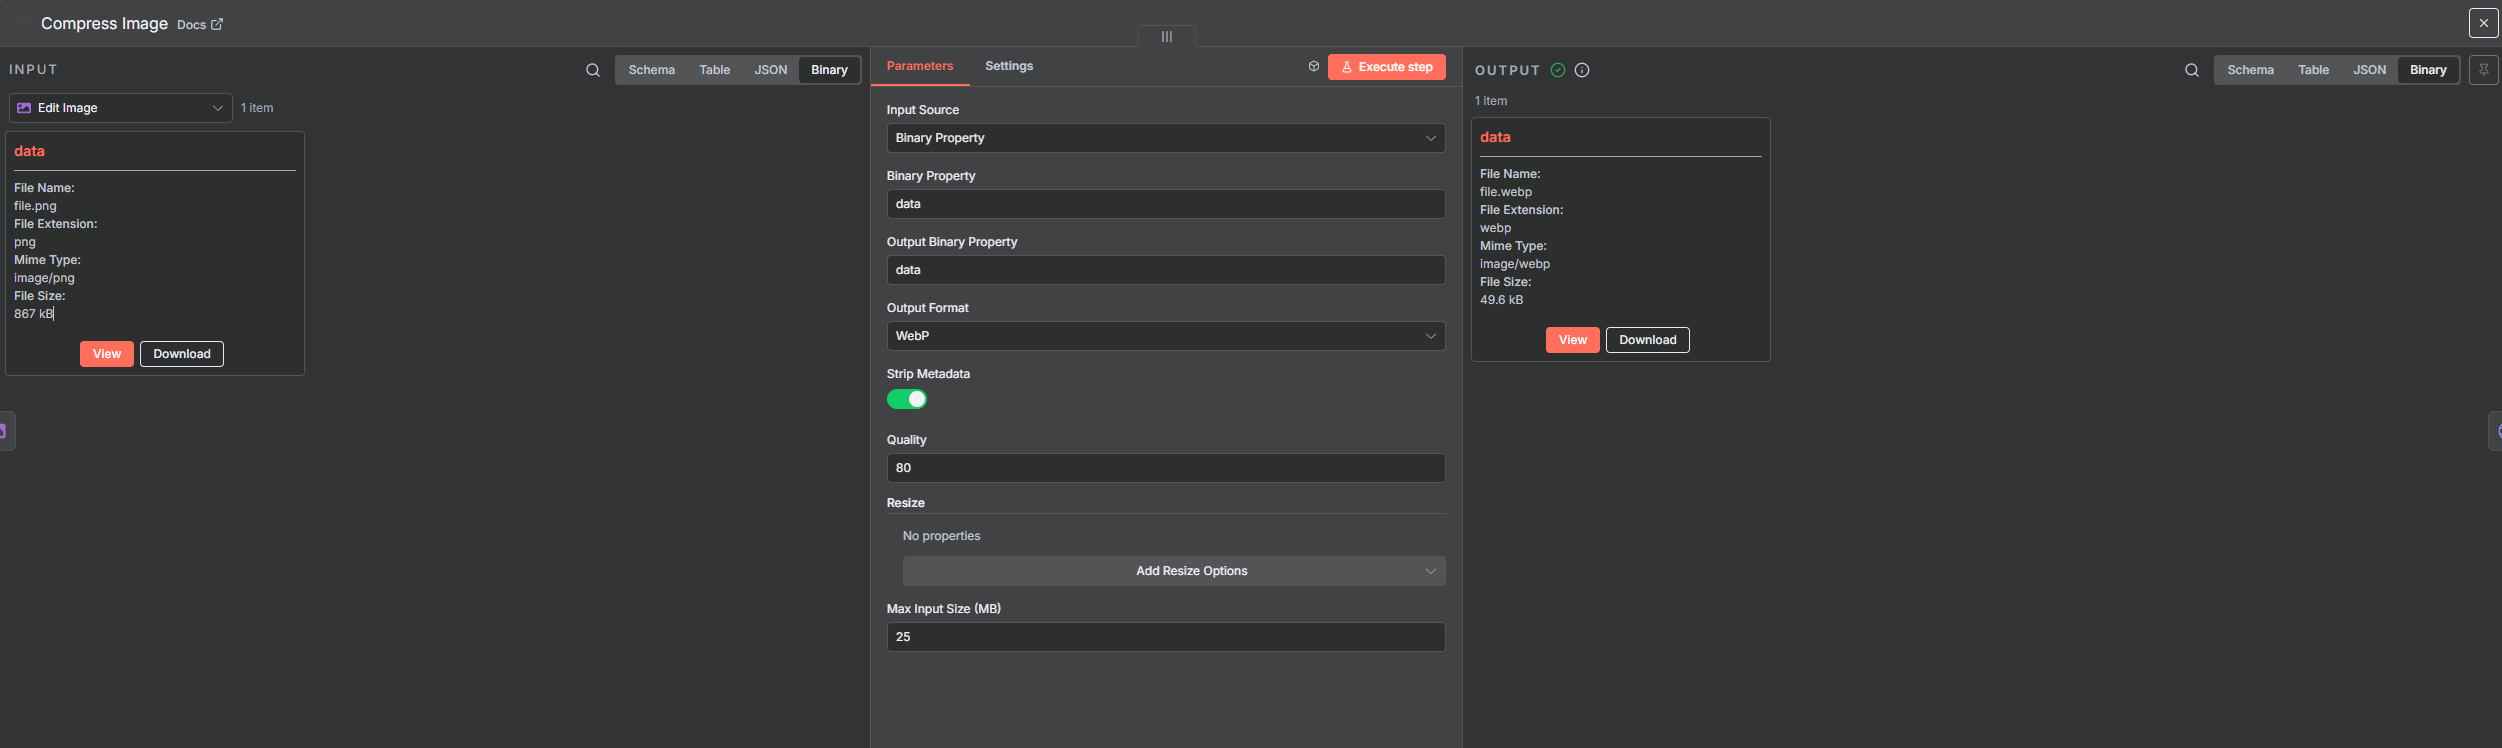 Compress Image Docs
INPUT
Schema Table JSON Binary
Edit Image 1 item
data
File Name:
file.png
File Extension:
png
Mime Type:
image/png
File Size:
867 kB
View Download
Parameters Settings Execute step
Input Source
Binary Property
Binary Property
data
Output Binary Property
data
Output Format
WebP
Strip Metadata
Quality
80
Resize
No properties
Add Resize Options
Max Input Size (MB)
25
OUTPUT
Schema Table JSON Binary
1 item
data
File Name:
file.webp
File Extension:
webp
Mime Type:
image/webp
File Size:
49.6 kB
View Download